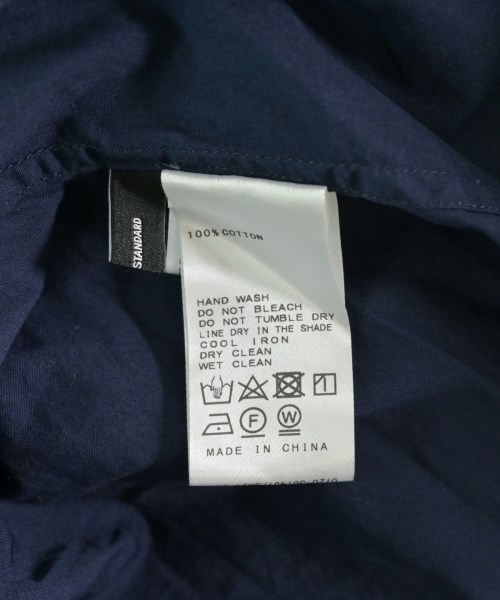 STANDARD
100% COTTON
HAND WASH
DO NOT BLEACH
DO NOT TUMBLE DRY
LINE DRY IN THE SHADE
COOL IRON
DRY CLEAN
WET CLEAN
F W
MADE IN CHINA